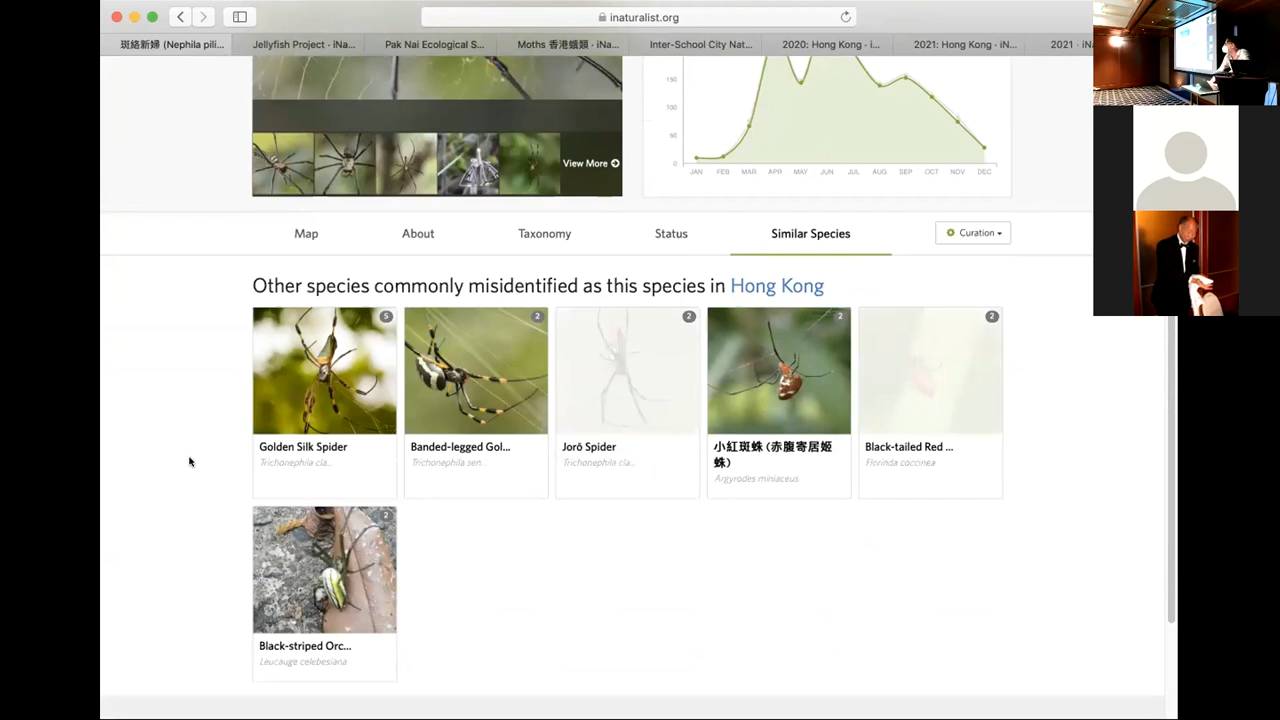 inaturalist.org
斑絡新婦 (Nephila pili...
Jellyfish Project · iNa...
Pak Nai Ecological S...
Moths 香港蛾類 · iNa...
Inter-School City Nat...
2020: Hong Kong · i...
2021: Hong Kong · iN...
2021 · iN
150
100
50
0
JAN FEB MAR APR MAY JUN JUL AUG SEP OCT NOV DEC
View More
Map About Taxonomy Status Similar Species Curation
Other species commonly misidentified as this species in Hong Kong
5
2
2
2
2
Golden Silk Spider
Trichonephila cla...
Banded-legged Gol...
Trichonephila sen...
Jorō Spider
Trichonephila cla...
小紅斑蛛 (赤腹寄居姬
蛛)
Argyrodes miniaceus
Black-tailed Red ...
Florinda coccinea
2
Black-striped Orc...
Leucauge celebesiana